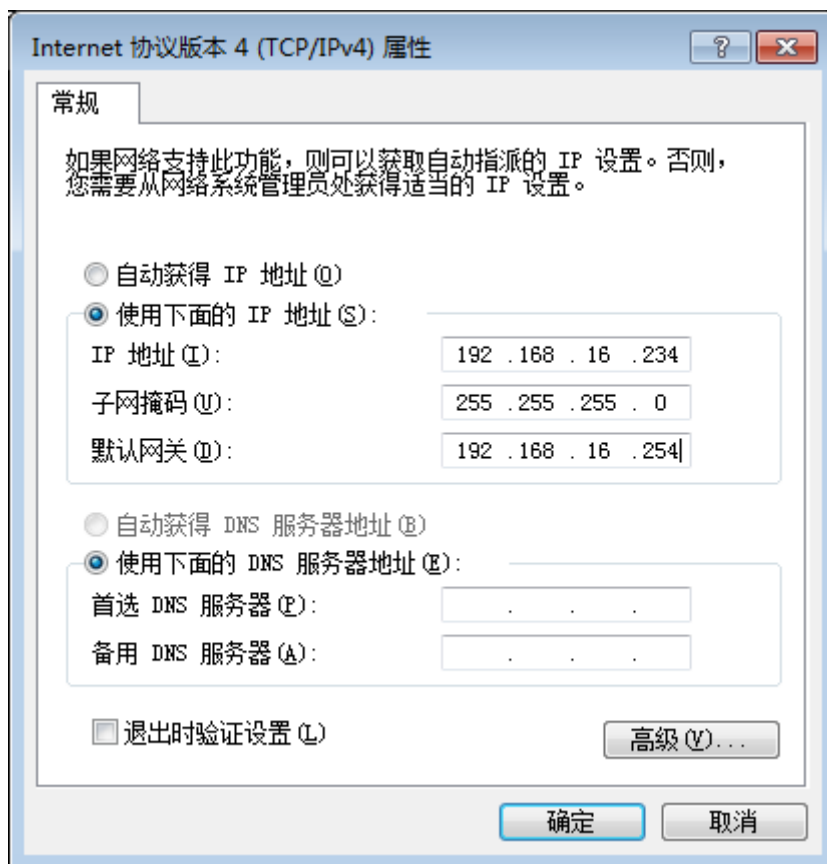 Internet 协议版本 4 (TCP/IPv4) 属性
常规
如果网络支持此功能，则可以获取自动指派的 IP 设置。否则，
您需要从网络系统管理员处获得适当的 IP 设置。
自动获得 IP 地址(O)
使用下面的 IP 地址(S):
IP 地址(I): 192 .168 . 16 .234
子网掩码(U): 255 .255 .255 . 0
默认网关(D): 192 .168 . 16 .254
自动获得 DNS 服务器地址(B)
使用下面的 DNS 服务器地址(E):
首选 DNS 服务器(P): . . .
备用 DNS 服务器(A): . . .
退出时验证设置(L)
高级(V)...
确定 取消